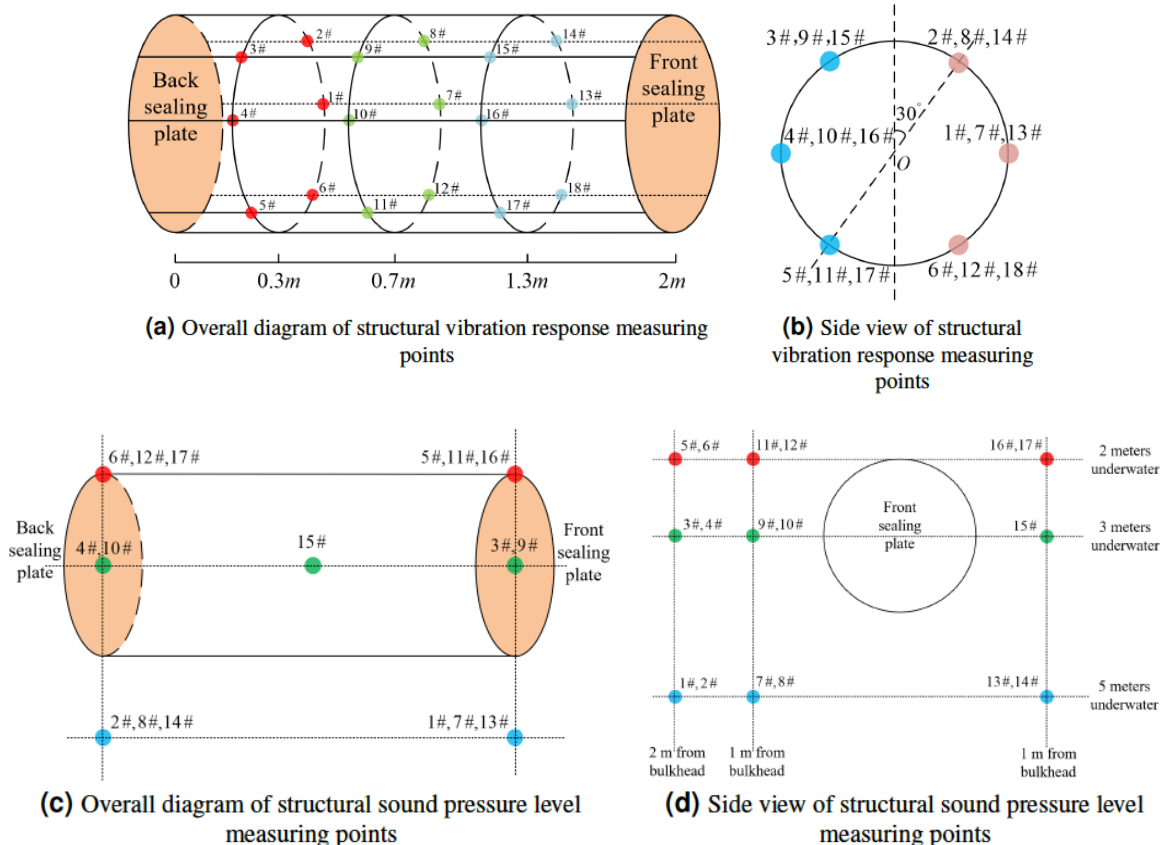 2#
8#
14#
3#
9#
15#
Back
sealing
plate
Front
sealing
plate
1#
7#
13#
4#
10#
16#
6#
12#
18#
5#
11#
17#
0
0.3m
0.7m
1.3m
2m
(a) Overall diagram of structural vibration response measuring
points
3#,9#,15#
2#,8#,14#
30°
4#,10#,16#
1#,7#,13#
O
5#,11#,17#
6#,12#,18#
(b) Side view of structural
vibration response measuring
points
6#,12#,17#
5#,11#,16#
Back
sealing
plate
4#,10#
15#
3#,9#
Front
sealing
plate
2#,8#,14#
1#,7#,13#
(c) Overall diagram of structural sound pressure level
measuring points
5#,6#
11#,12#
16#,17#
2 meters
underwater
3#,4#
9#,10#
Front
sealing
plate
15#
3 meters
underwater
1#,2#
7#,8#
13#,14#
5 meters
underwater
2 m from
bulkhead
1 m from
bulkhead
1 m from
bulkhead
(d) Side view of structural sound pressure level
measuring points